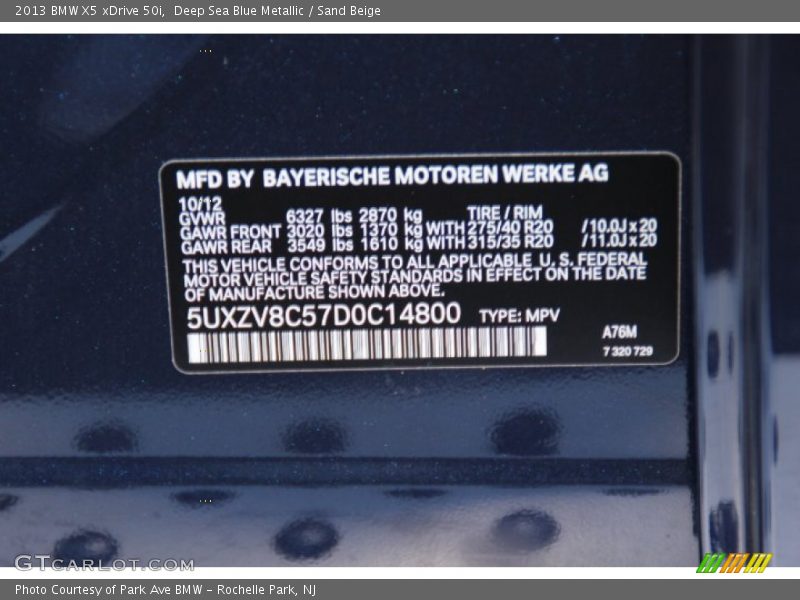 2013 BMW X5 xDrive 50i, Deep Sea Blue Metallic / Sand Beige
MFD BY BAYERISCHE MOTOREN WERKE AG
10/12
GVWR 6327 lbs 2870 kg TIRE / RIM
GAWR FRONT 3020 lbs 1370 kg WITH 275/40 R20 /10.0J x 20
GAWR REAR 3549 lbs 1610 kg WITH 315/35 R20 /11.0J x 20
THIS VEHICLE CONFORMS TO ALL APPLICABLE U.S. FEDERAL
MOTOR VEHICLE SAFETY STANDARDS IN EFFECT ON THE DATE
OF MANUFACTURE SHOWN ABOVE.
5UXZV8C57D0C14800 TYPE: MPV
A76M
7 320 729
GTcarlot.com
Photo Courtesy of Park Ave BMW - Rochelle Park, NJ